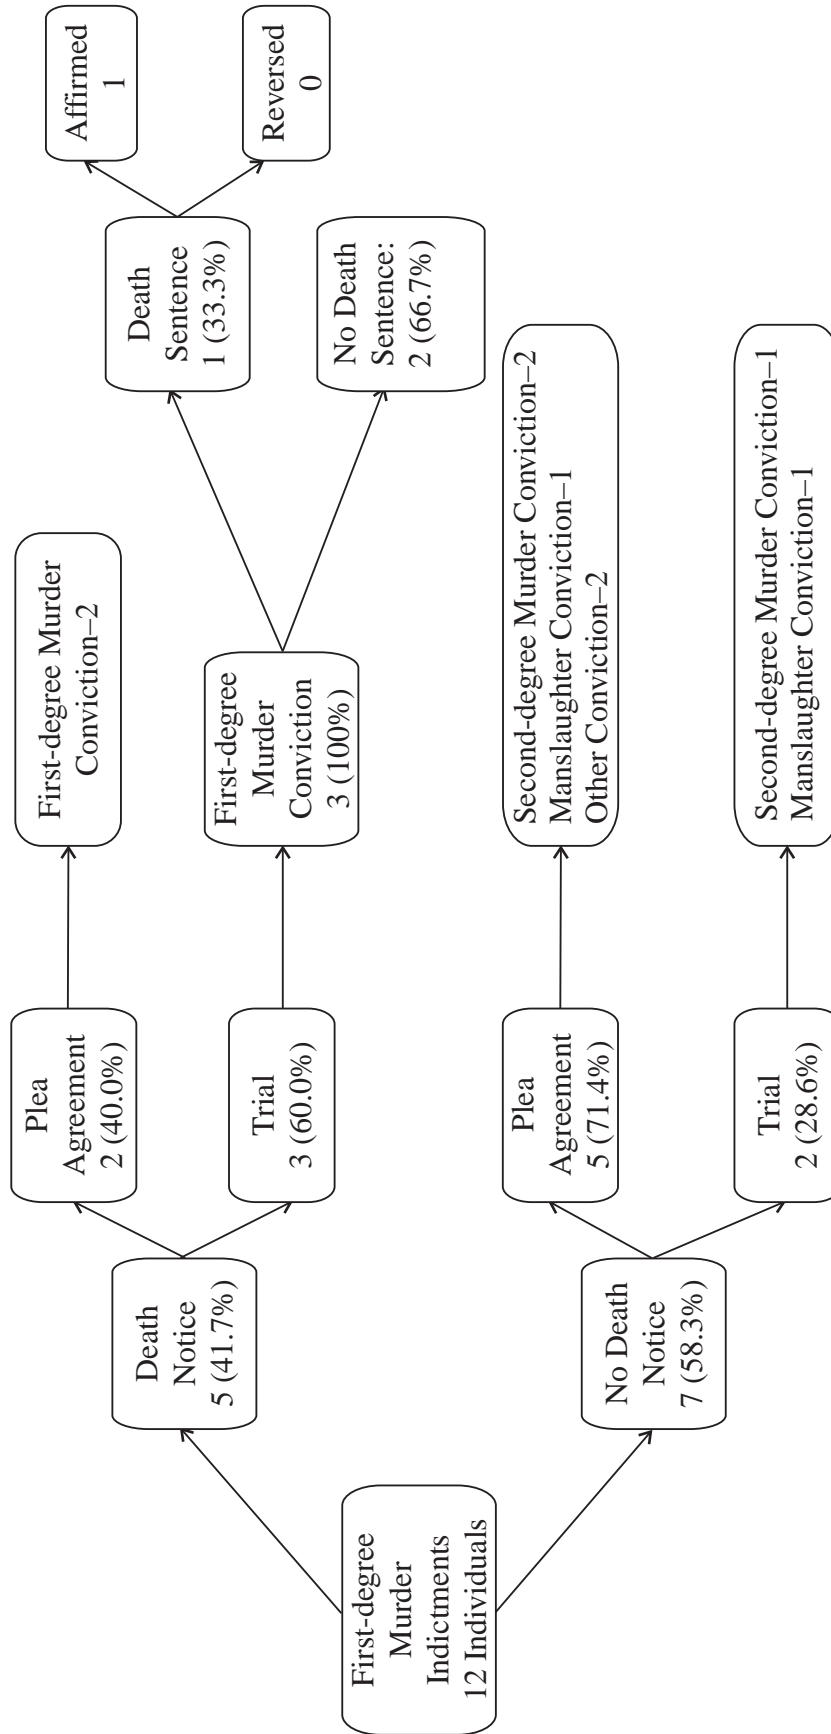 First-degree
Murder
Indictments
12 Individuals
Death
Notice
5 (41.7%)
No Death
Notice
7 (58.3%)
Plea
Agreement
2 (40.0%)
Trial
3 (60.0%)
Plea
Agreement
5 (71.4%)
Trial
2 (28.6%)
First-degree Murder
Conviction–2
First-degree
Murder
Conviction
3 (100%)
Second-degree Murder Conviction–2
Manslaughter Conviction–1
Other Conviction–2
Second-degree Murder Conviction–1
Manslaughter Conviction–1
Death
Sentence
1 (33.3%)
No Death
Sentence:
2 (66.7%)
Affirmed
1
Reversed
0